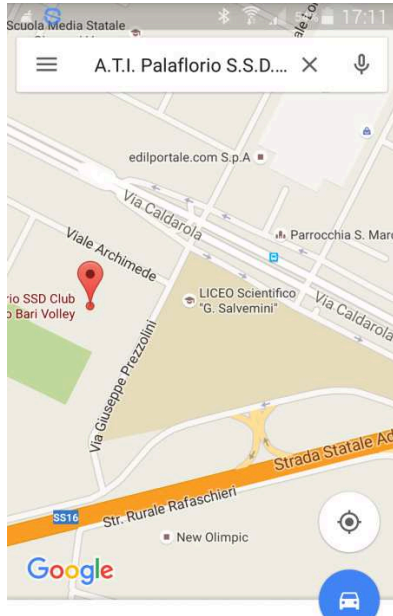 17:11
Scuola Media Statale
A.T.I. Palaflorio S.S.D....
edilportale.com S.p.A
Via Caldarola
Parrocchia S. Marc
Viale Archimede
LICEO Scientifico
"G. Salvemini"
Via Caldarola
rio SSD Club
o Bari Volley
Via Giuseppe Prezzolini
Strada Statale Ad
SS16
Str. Rurale Rafaschieri
New Olimpic
Google